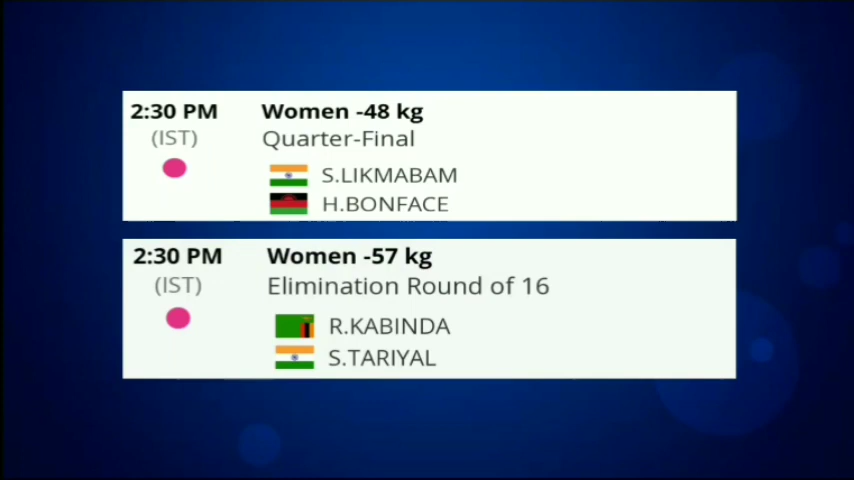 2:30 PM Women -48 kg
(IST) Quarter-Final
S.LIKMABAM
H.BONFACE
2:30 PM Women -57 kg
(IST) Elimination Round of 16
R.KABINDA
S.TARIYAL